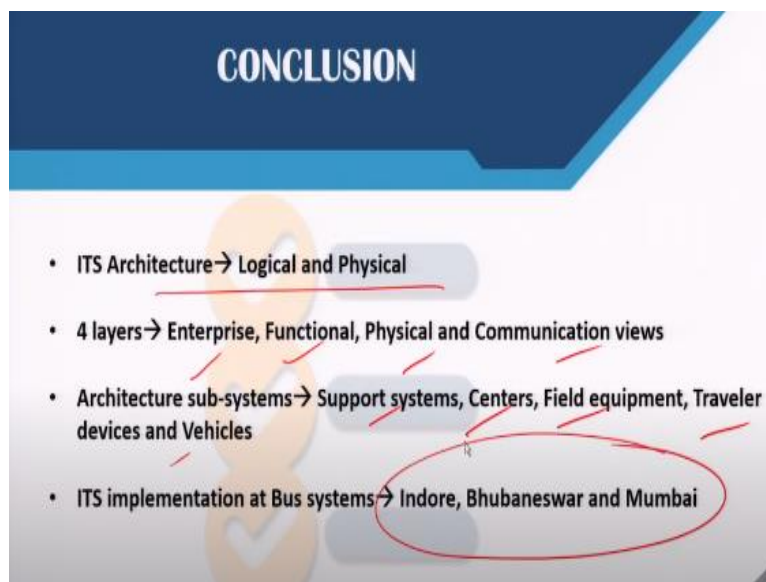 CONCLUSION
• ITS Architecture→ Logical and Physical
• 4 layers→ Enterprise, Functional, Physical and Communication views
• Architecture sub-systems→ Support systems, Centers, Field equipment, Traveler
devices and Vehicles
• ITS implementation at Bus systems→ Indore, Bhubaneswar and Mumbai